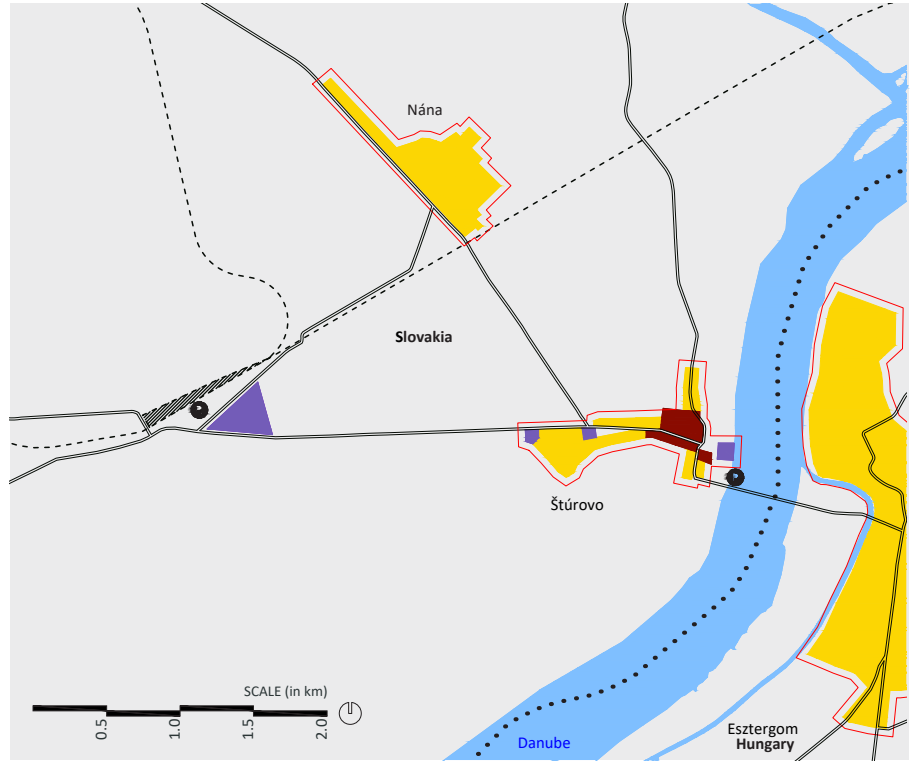 Nána
Slovakia
Štúrovo
SCALE (in km)
0.5
1.0
1.5
2.0
Danube
Esztergom
Hungary